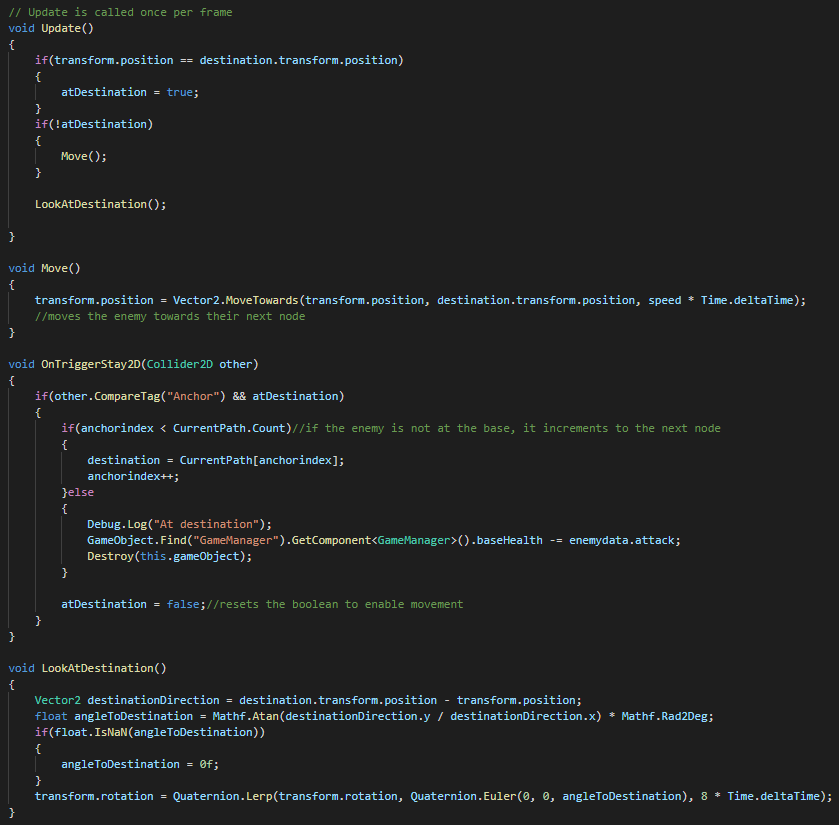 // Update is called once per frame
void Update()
{
    if(transform.position == destination.transform.position)
    {
        atDestination = true;
    }
    if(!atDestination)
    {
        Move();
    }

    LookAtDestination();

}

void Move()
{
    transform.position = Vector2.MoveTowards(transform.position, destination.transform.position, speed * Time.deltaTime);
    //moves the enemy towards their next node
}

void OnTriggerStay2D(Collider2D other)
{
    if(other.CompareTag("Anchor") && atDestination)
    {
        if(anchorindex < CurrentPath.Count)//if the enemy is not at the base, it increments to the next node
        {
            destination = CurrentPath[anchorindex];
            anchorindex++;
        }else
        {
            Debug.Log("At destination");
            GameObject.Find("GameManager").GetComponent<GameManager>().baseHealth -= enemydata.attack;
            Destroy(this.gameObject);
        }

        atDestination = false;//resets the boolean to enable movement
    }
}

void LookAtDestination()
{
    Vector2 destinationDirection = destination.transform.position - transform.position;
    float angleToDestination = Mathf.Atan(destinationDirection.y / destinationDirection.x) * Mathf.Rad2Deg;
    if(float.IsNaN(angleToDestination))
    {
        angleToDestination = 0f;
    }
    transform.rotation = Quaternion.Lerp(transform.rotation, Quaternion.Euler(0, 0, angleToDestination), 8 * Time.deltaTime);
}